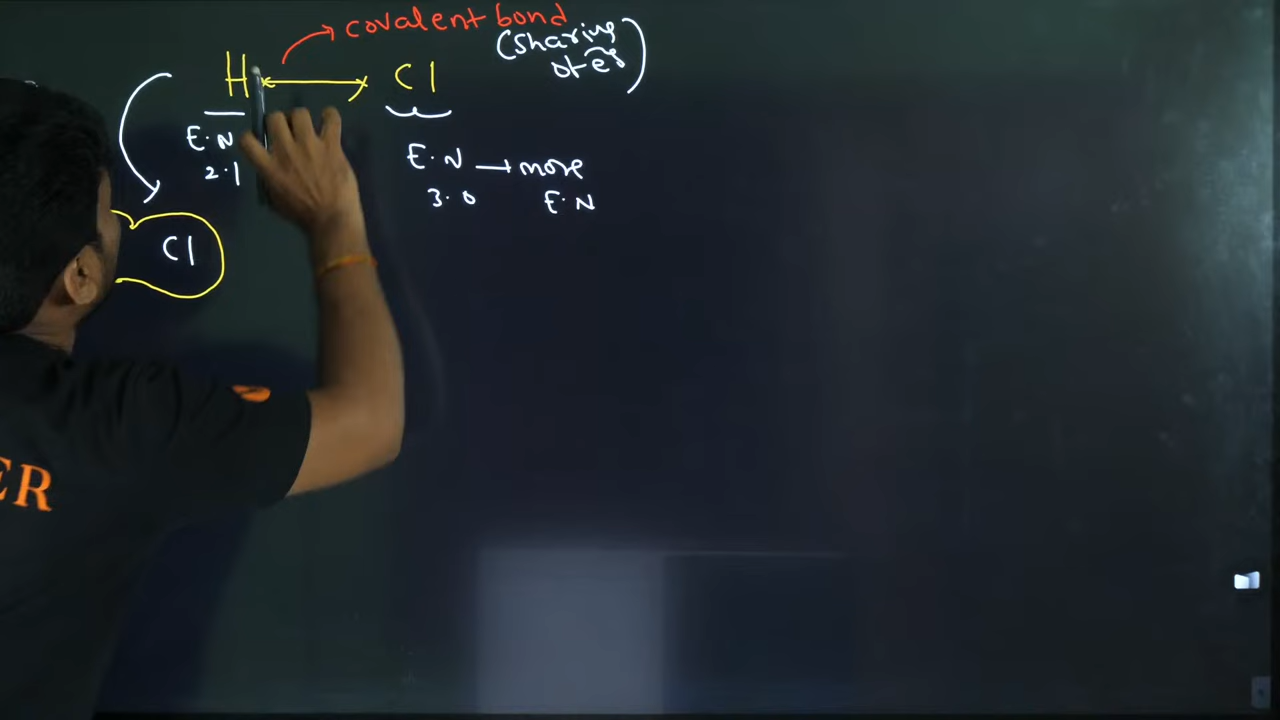 covalent bond
(sharing
of e⁻s)
H Cl
E.N
2.1
E.N → more
3.0 E.N
Cl
ER